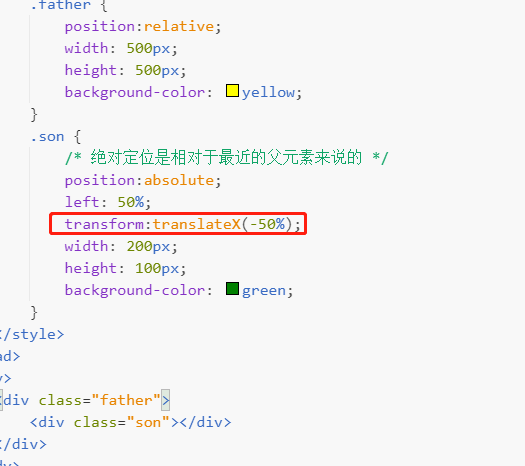 .father {
position:relative;
width: 500px;
height: 500px;
background-color: yellow;
}
.son {
/* 绝对定位是相对于最近的父元素来说的 */
position:absolute;
left: 50%;
transform:translateX(-50%);
width: 200px;
height: 100px;
background-color: green;
}
</style>
ad>
y>
<div class="father">
<div class="son"></div>
</div>